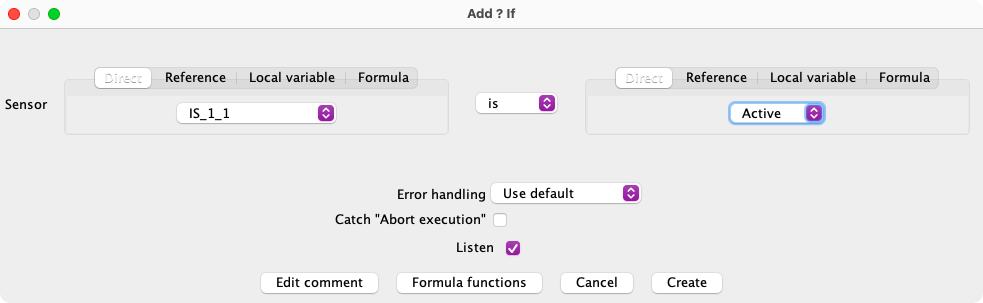 Add ? If
Direct Reference Local variable Formula Direct Reference Local variable Formula
Sensor IS_1_1 is Active
Error handling Use default
Catch "Abort execution"
Listen
Edit comment Formula functions Cancel Create